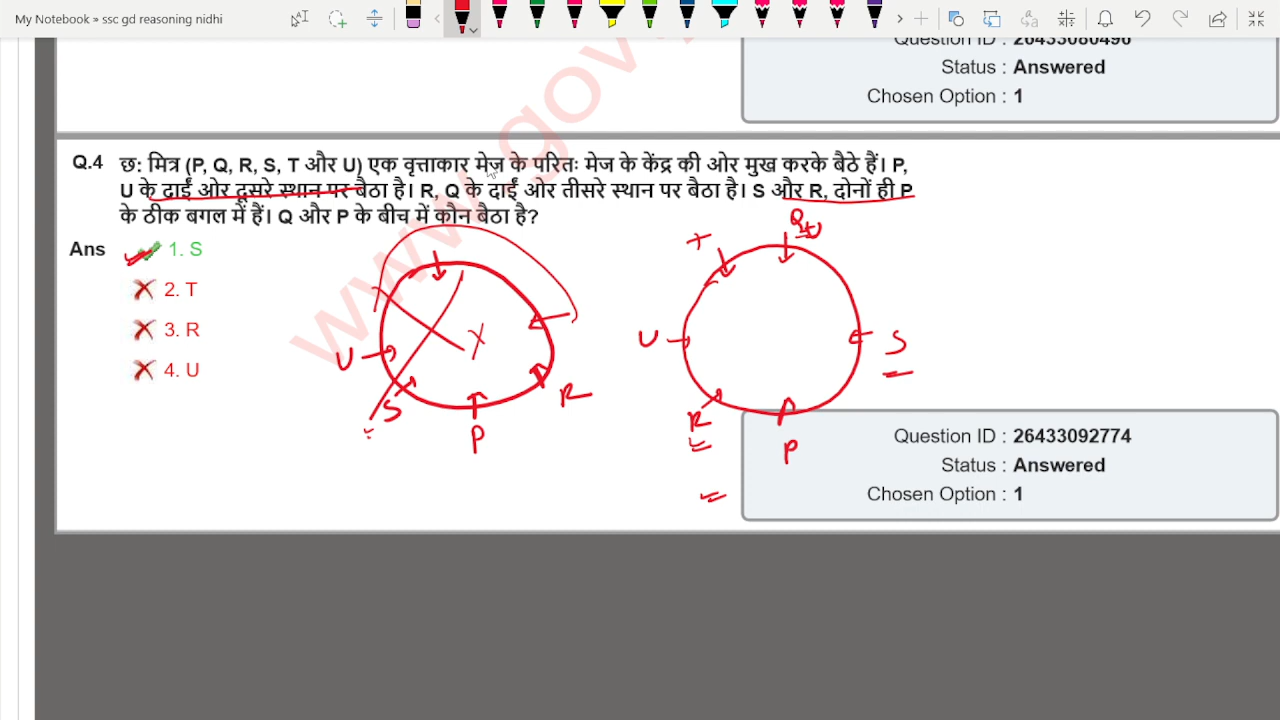 My Notebook » ssc gd reasoning nidhi
Question ID : 26433080496
Status : Answered
Chosen Option : 1
www.gov.
Q.4 छ: मित्र (P, Q, R, S, T और U) एक वृत्ताकार मेज़ के परितः मेज के केंद्र की ओर मुख करके बैठे हैं। P,
U के दाईं ओर दूसरे स्थान पर बैठा है। R, Q के दाईं ओर तीसरे स्थान पर बैठा है। S और R, दोनों ही P
के ठीक बगल में हैं। Q और P के बीच में कौन बैठा है?
Ans 1. S
2. T
3. R
4. U
U
S
P
R
Q
U
S
R
P
Question ID : 26433092774
Status : Answered
Chosen Option : 1